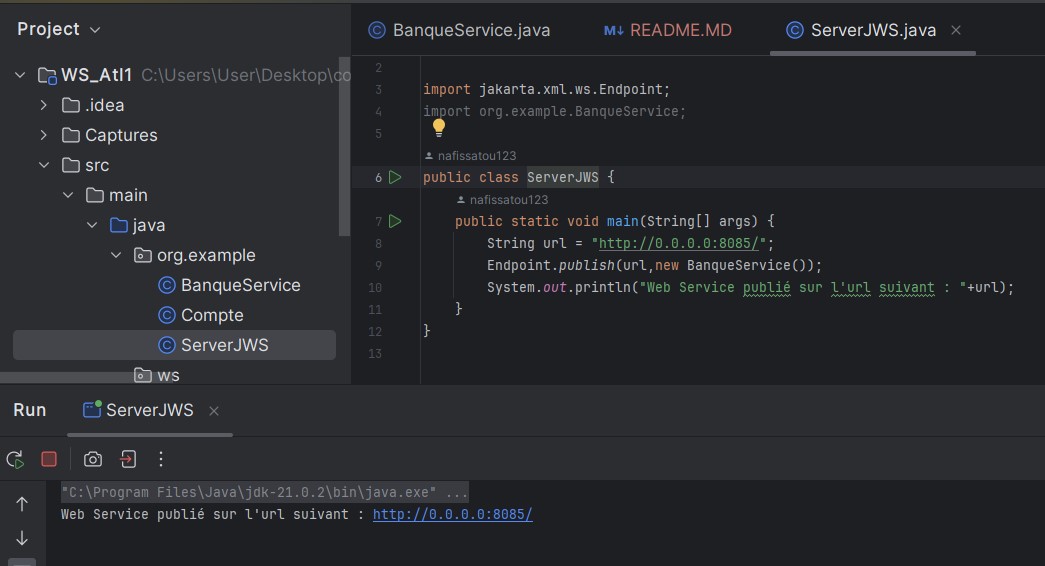 Project
BanqueService.java
M↓ README.MD
ServerJWS.java
WS_Atl1 C:\Users\User\Desktop\co
.idea
Captures
src
main
java
org.example
BanqueService
Compte
ServerJWS
ws
2
3 import jakarta.xml.ws.Endpoint;
4 import org.example.BanqueService;
5
nafissatou123
6 public class ServerJWS {
nafissatou123
7 public static void main(String[] args) {
8 String url = "http://0.0.0.0:8085/";
9 Endpoint.publish(url,new BanqueService());
10 System.out.println("Web Service publié sur l'url suivant : "+url);
11 }
12 }
13
Run
ServerJWS
"C:\Program Files\Java\jdk-21.0.2\bin\java.exe" ...
Web Service publié sur l'url suivant : http://0.0.0.0:8085/